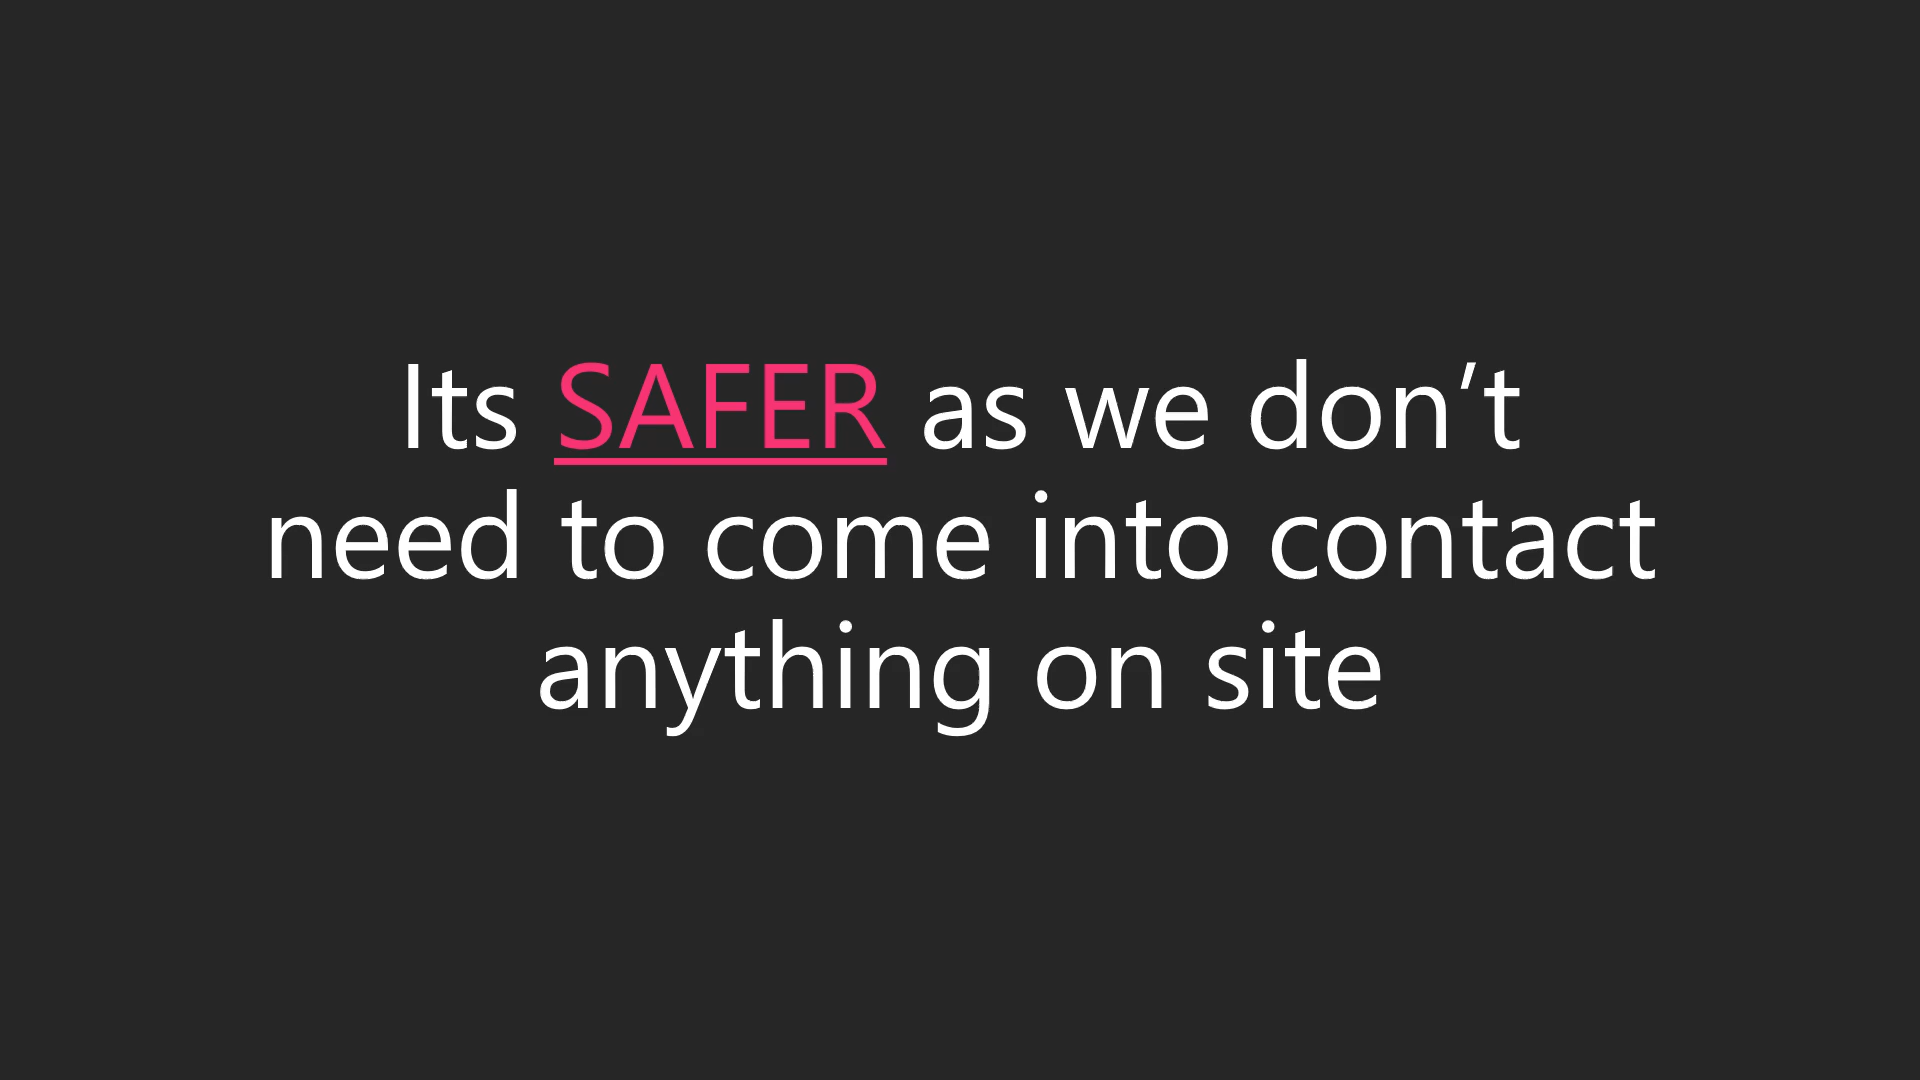 Its SAFER as we don’t
need to come into contact
anything on site